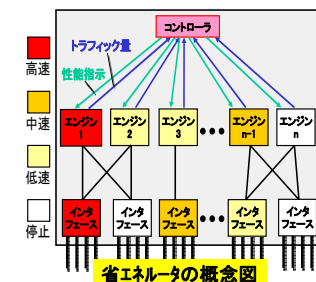 コントローラ
トラフィック量
性能指示
高速
中速
低速
停止
エンジン
1
エンジン
2
エンジン
3
•••
エンジン
n-1
エンジン
n
インタ
フェース
インタ
フェース
インタ
フェース
•••
インタ
フェース
インタ
フェース
省エネルータの概念図